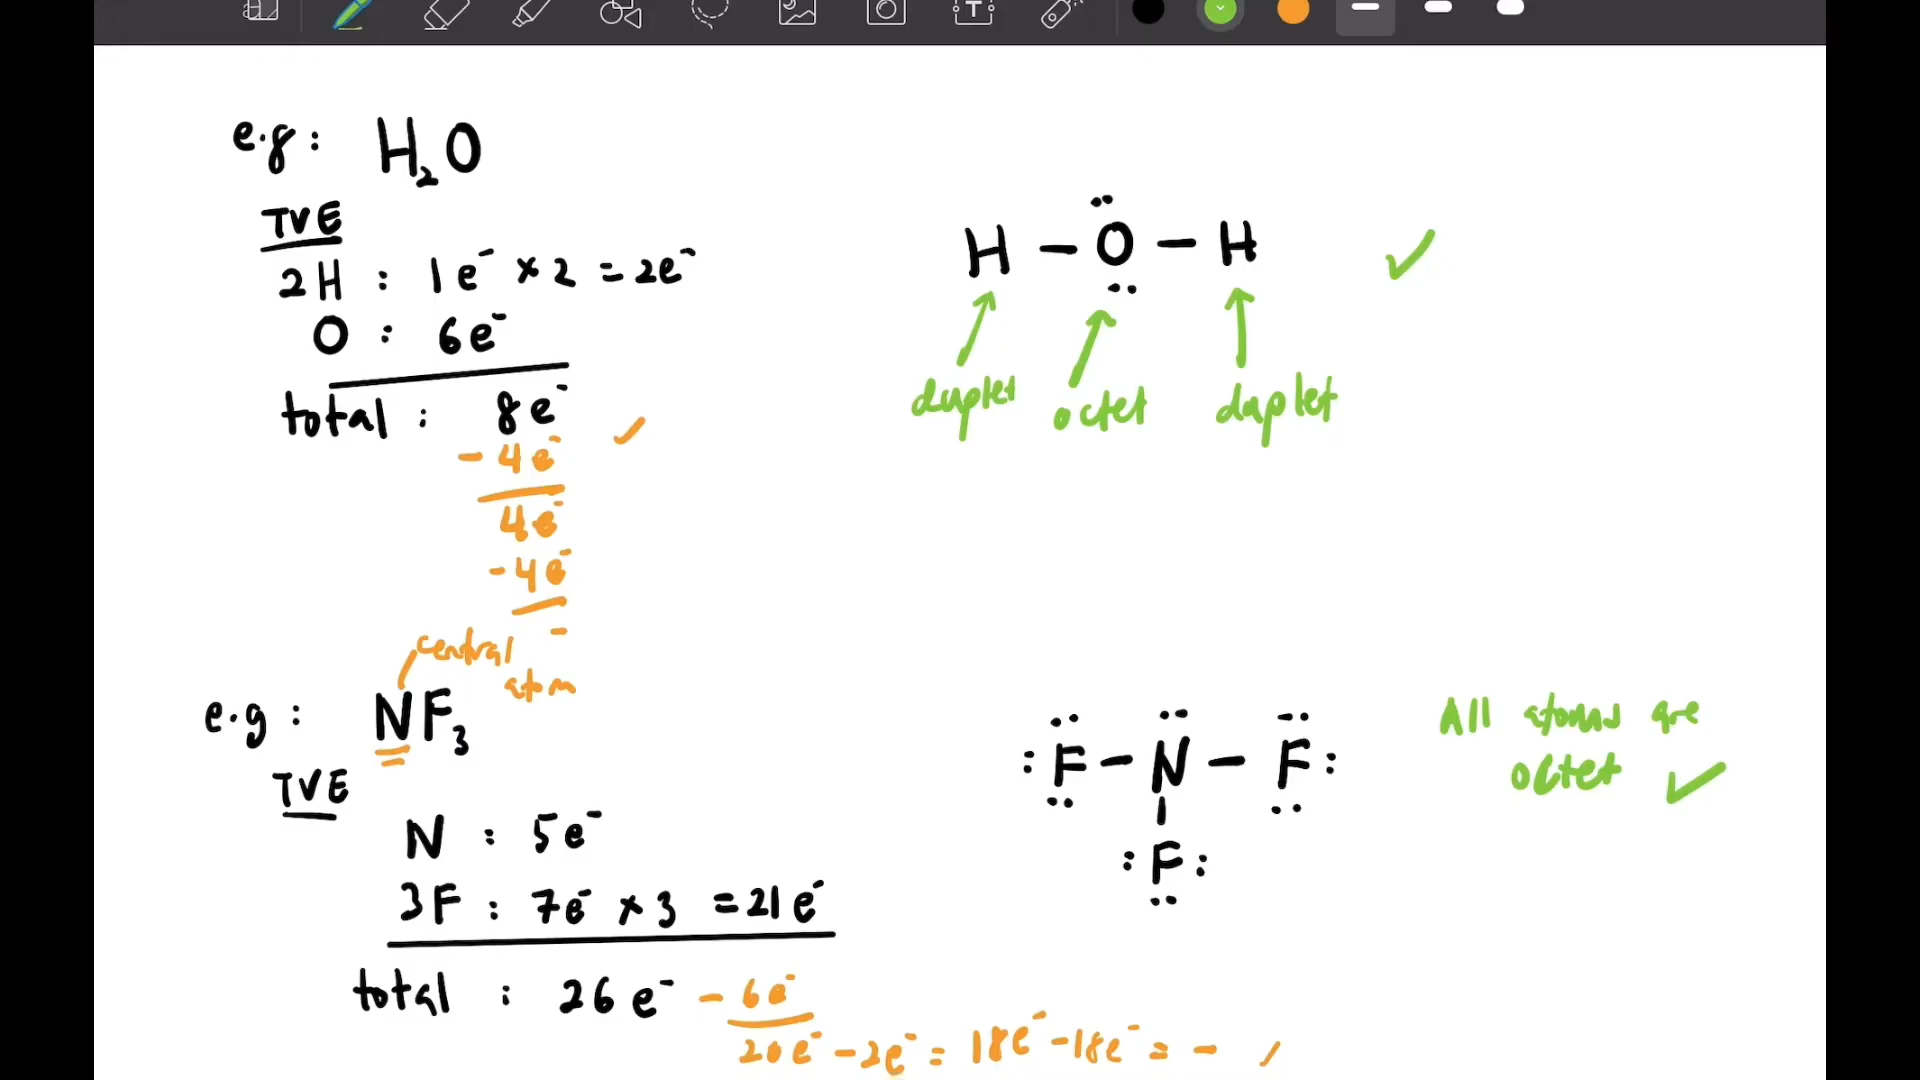 e.g : H₂O
TVE
2H : 1e⁻ × 2 = 2e⁻
O : 6e⁻
total : 8e⁻
- 4e⁻
4e⁻
- 4e⁻
-
H - O - H
duplet octet duplet
central
atom
e.g : NF₃
TVE
N : 5e⁻
3F : 7e⁻ × 3 = 21e⁻
total : 26e⁻ - 6e⁻
20e⁻ - 2e⁻ = 18e⁻ - 18e⁻ = -
:F - N - F:
:F:
All atoms are
octet